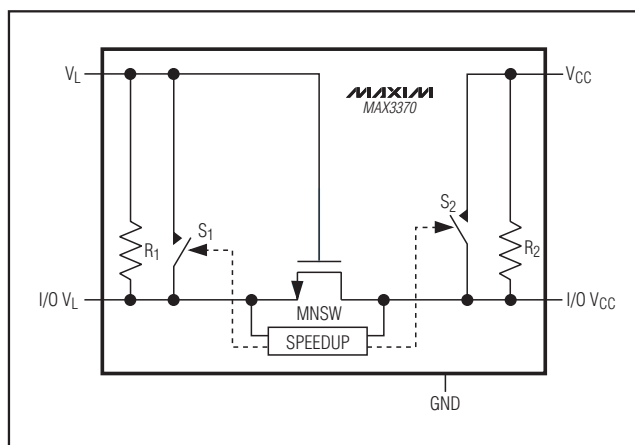 VL
VCC
MAXIM
MAX3370
S1
S2
R1
R2
I/O VL
I/O VCC
MNSW
SPEEDUP
GND